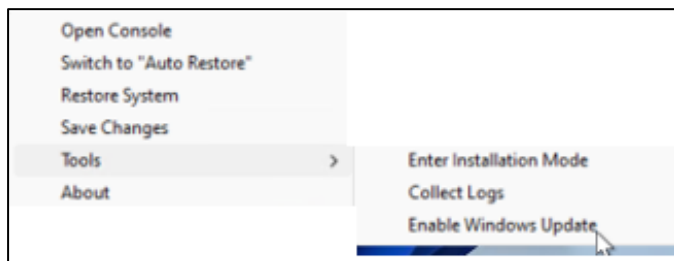 Open Console
Switch to "Auto Restore"
Restore System
Save Changes
Tools
About
Enter Installation Mode
Collect Logs
Enable Windows Update